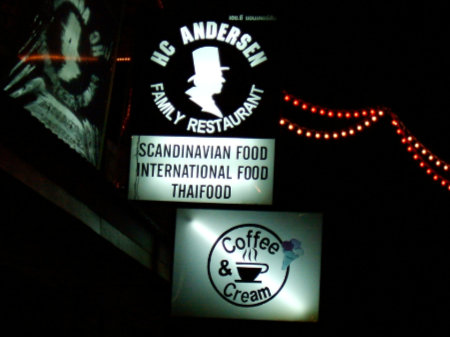 HC ANDERSEN
FAMILY RESTAURANT
SCANDINAVIAN FOOD
INTERNATIONAL FOOD
THAIFOOD
Coffee
&
Cream